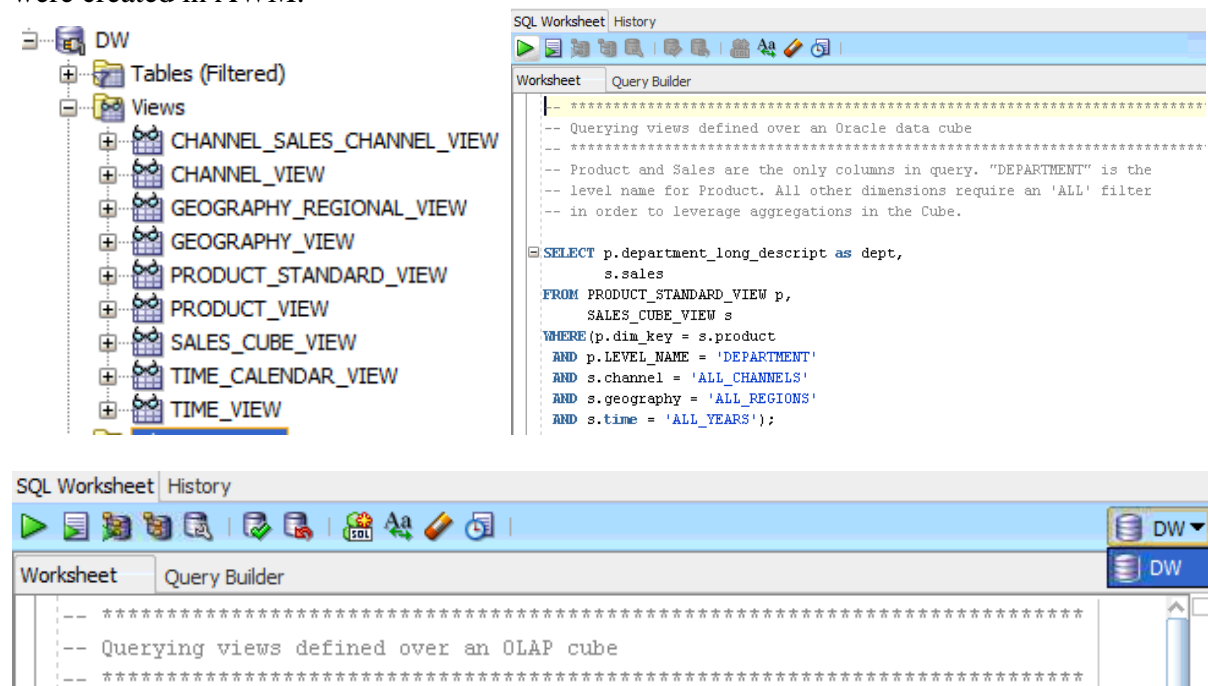 were created in AWM.
DW
Tables (Filtered)
Views
CHANNEL_SALES_CHANNEL_VIEW
CHANNEL_VIEW
GEOGRAPHY_REGIONAL_VIEW
GEOGRAPHY_VIEW
PRODUCT_STANDARD_VIEW
PRODUCT_VIEW
SALES_CUBE_VIEW
TIME_CALENDAR_VIEW
TIME_VIEW
SQL Worksheet History
Worksheet Query Builder
-- ******************************************************************************
-- Querying views defined over an Oracle data cube
-- ******************************************************************************
-- Product and Sales are the only columns in query. "DEPARTMENT" is the
-- level name for Product. All other dimensions require an 'ALL' filter
-- in order to leverage aggregations in the Cube.
SELECT p.department_long_descript as dept,
s.sales
FROM PRODUCT_STANDARD_VIEW p,
SALES_CUBE_VIEW s
WHERE(p.dim_key = s.product
AND p.LEVEL_NAME = 'DEPARTMENT'
AND s.channel = 'ALL_CHANNELS'
AND s.geography = 'ALL_REGIONS'
AND s.time = 'ALL_YEARS');
SQL Worksheet History
DW
Worksheet Query Builder
DW
-- ****************************************************************************
-- Querying views defined over an OLAP cube
-- ****************************************************************************